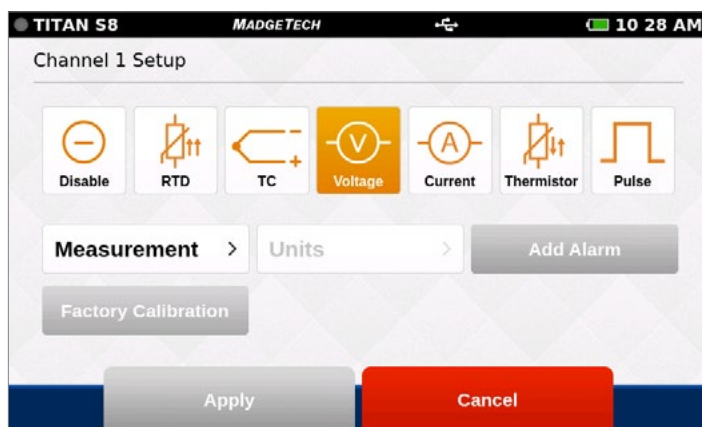 TITAN S8 MADGETECH 10 28 AM
Channel 1 Setup
V A
Disable RTD TC Voltage Current Thermistor Pulse
Measurement > Units > Add Alarm
Factory Calibration
Apply Cancel